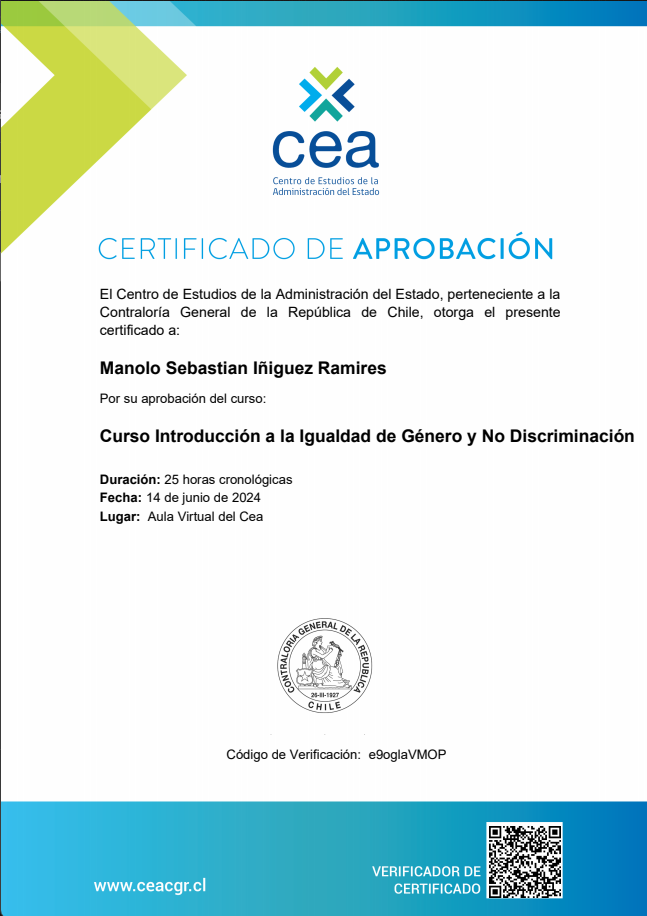 cea
Centro de Estudios de la
Administración del Estado
CERTIFICADO DE APROBACIÓN
El Centro de Estudios de la Administración del Estado, perteneciente a la
Contraloría General de la República de Chile, otorga el presente
certificado a:
Manolo Sebastian Iñiguez Ramires
Por su aprobación del curso:
Curso Introducción a la Igualdad de Género y No Discriminación
Duración: 25 horas cronológicas
Fecha: 14 de junio de 2024
Lugar: Aula Virtual del Cea
CONTRALORIA GENERAL DE LA REPUBLICA
26-III-1927
CHILE
Código de Verificación: e9oglaVMOP
www.ceacgr.cl
VERIFICADOR DE
CERTIFICADO